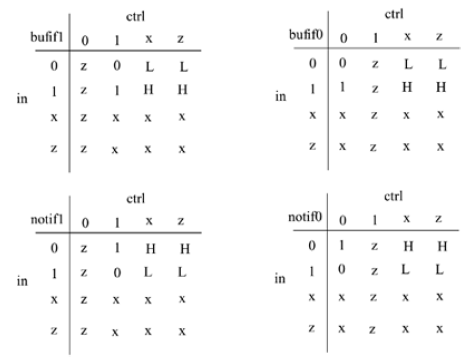 ctrl
bufif1 0 1 x z
0 z 0 L L
in 1 z 1 H H
x z x x x
z z x x x
ctrl
bufif0 0 1 x z
0 0 z L L
in 1 1 z H H
x x z x x
z x z x x
ctrl
notif1 0 1 x z
0 z 1 H H
in 1 z 0 L L
x z x x x
z z x x x
ctrl
notif0 0 1 x z
0 1 z H H
in 1 0 z L L
x x z x x
z x z x x